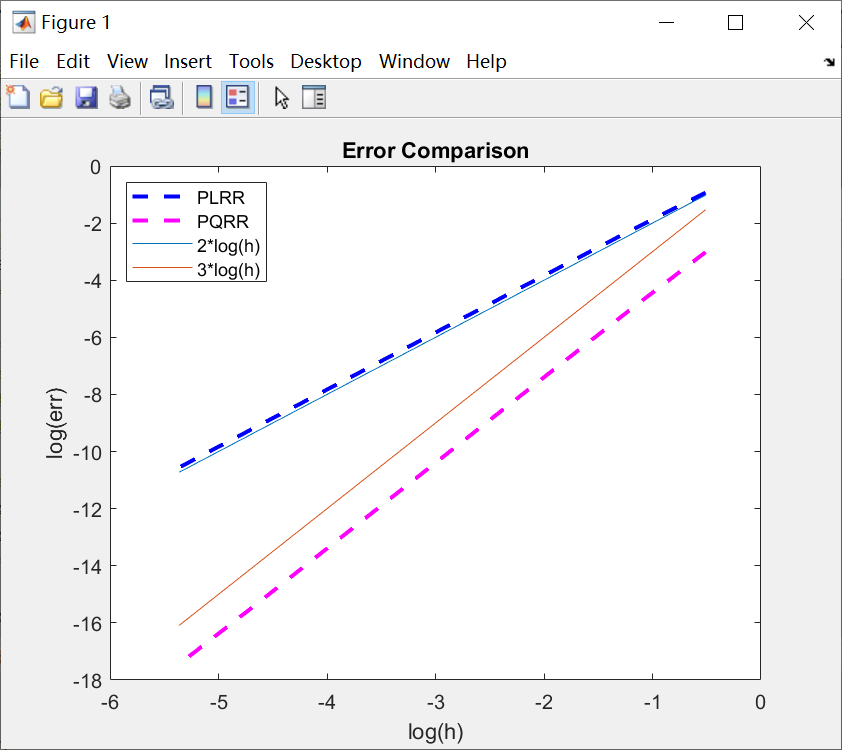 Figure 1
File Edit View Insert Tools Desktop Window Help
Error Comparison
0
-2
-4
-6
-8
-10
-12
-14
-16
-18
log(err)
PLRR
PQRR
2*log(h)
3*log(h)
-6 -5 -4 -3 -2 -1 0
log(h)